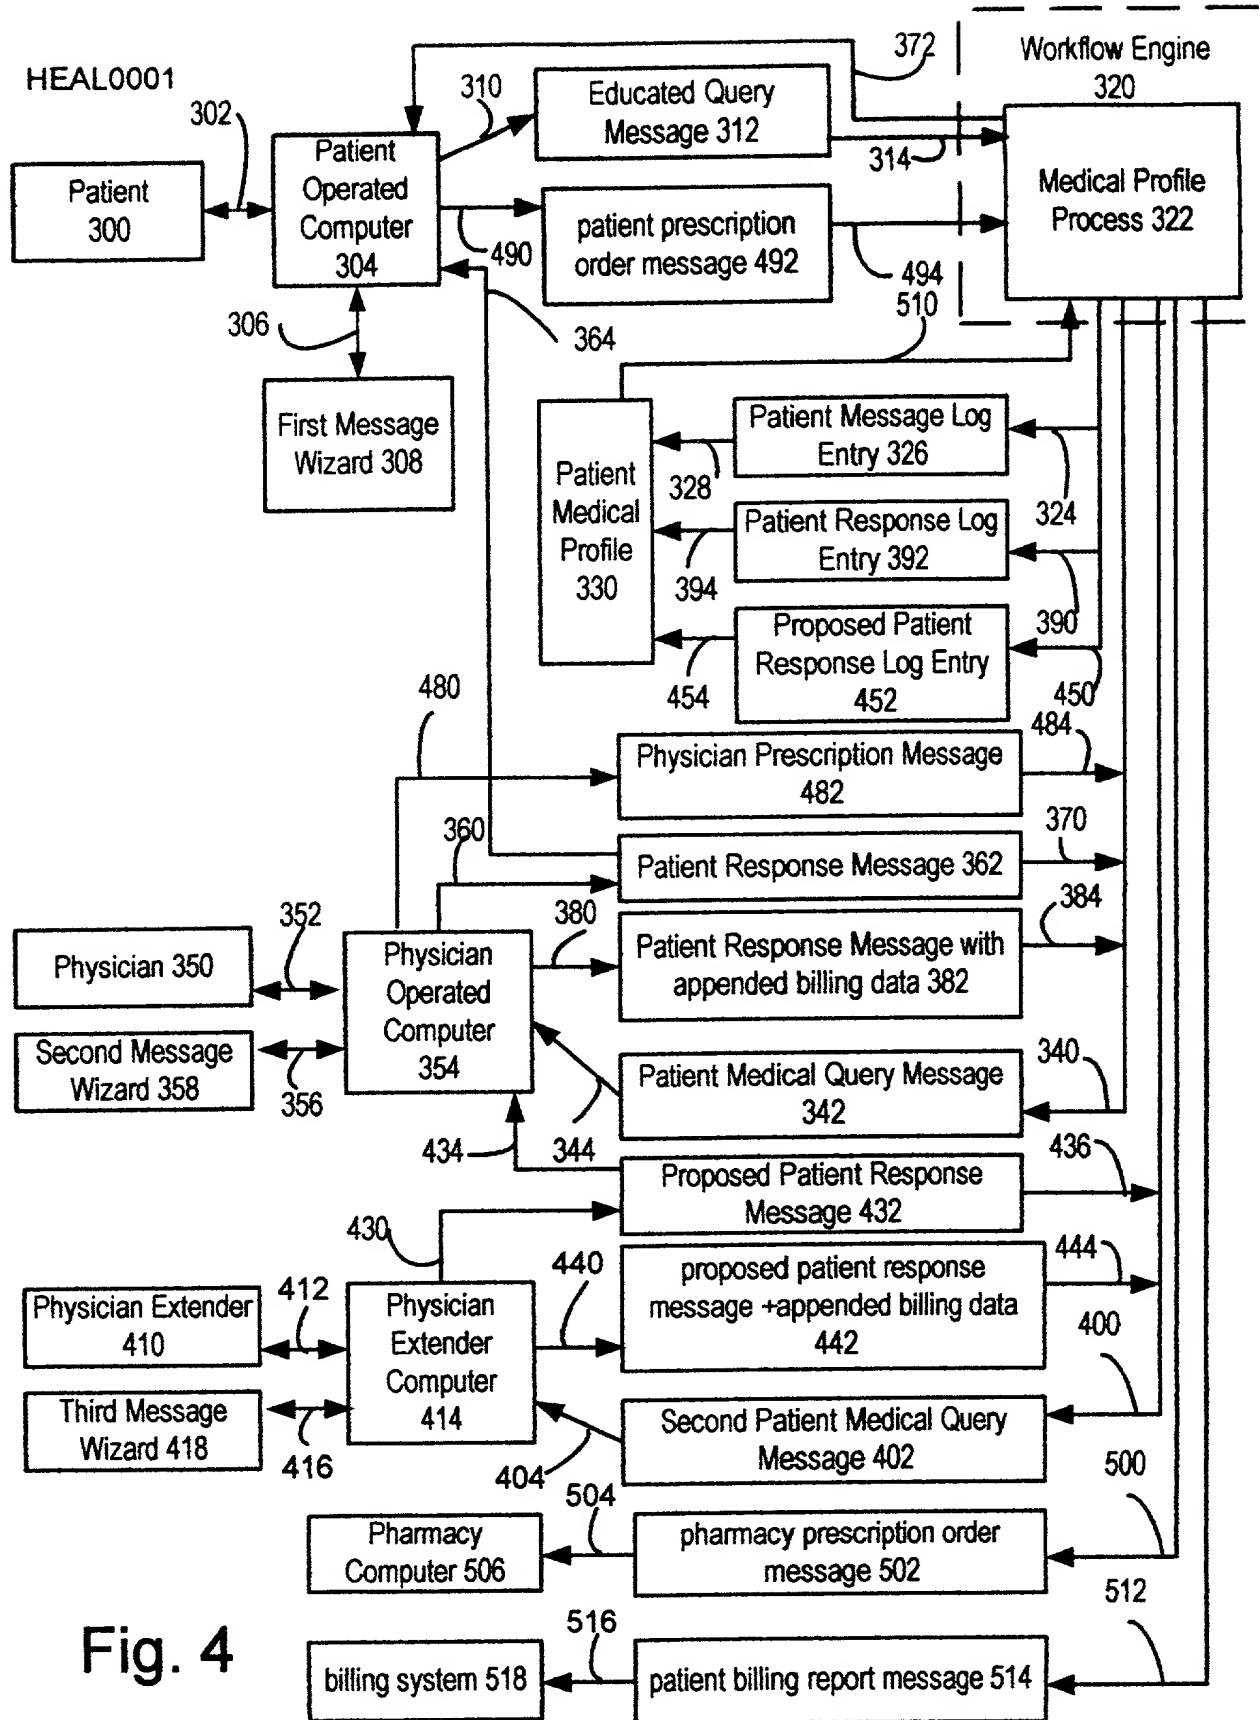 HEAL0001
372
Workflow Engine
320
302
310
Educated Query
Message 312
314
Patient
300
Patient
Operated
Computer
304
Medical Profile
Process 322
490
patient prescription
order message 492
494
510
306
364
First Message
Wizard 308
Patient
Medical
Profile
330
Patient Message Log
Entry 326
328
324
Patient Response Log
Entry 392
394
390
Proposed Patient
Response Log Entry
452
454
450
480
Physician Prescription Message
482
484
360
Patient Response Message 362
370
352
380
384
Physician 350
Physician
Operated
Computer
354
Patient Response Message with
appended billing data 382
Second Message
Wizard 358
356
Patient Medical Query Message
342
340
434
344
436
Proposed Patient Response
Message 432
430
440
444
proposed patient response
message +appended billing data
442
412
Physician Extender
410
Physician
Extender
Computer
414
400
Third Message
Wizard 418
416
404
Second Patient Medical Query
Message 402
500
504
Pharmacy
Computer 506
pharmacy prescription order
message 502
512
Fig. 4
516
billing system 518
patient billing report message 514